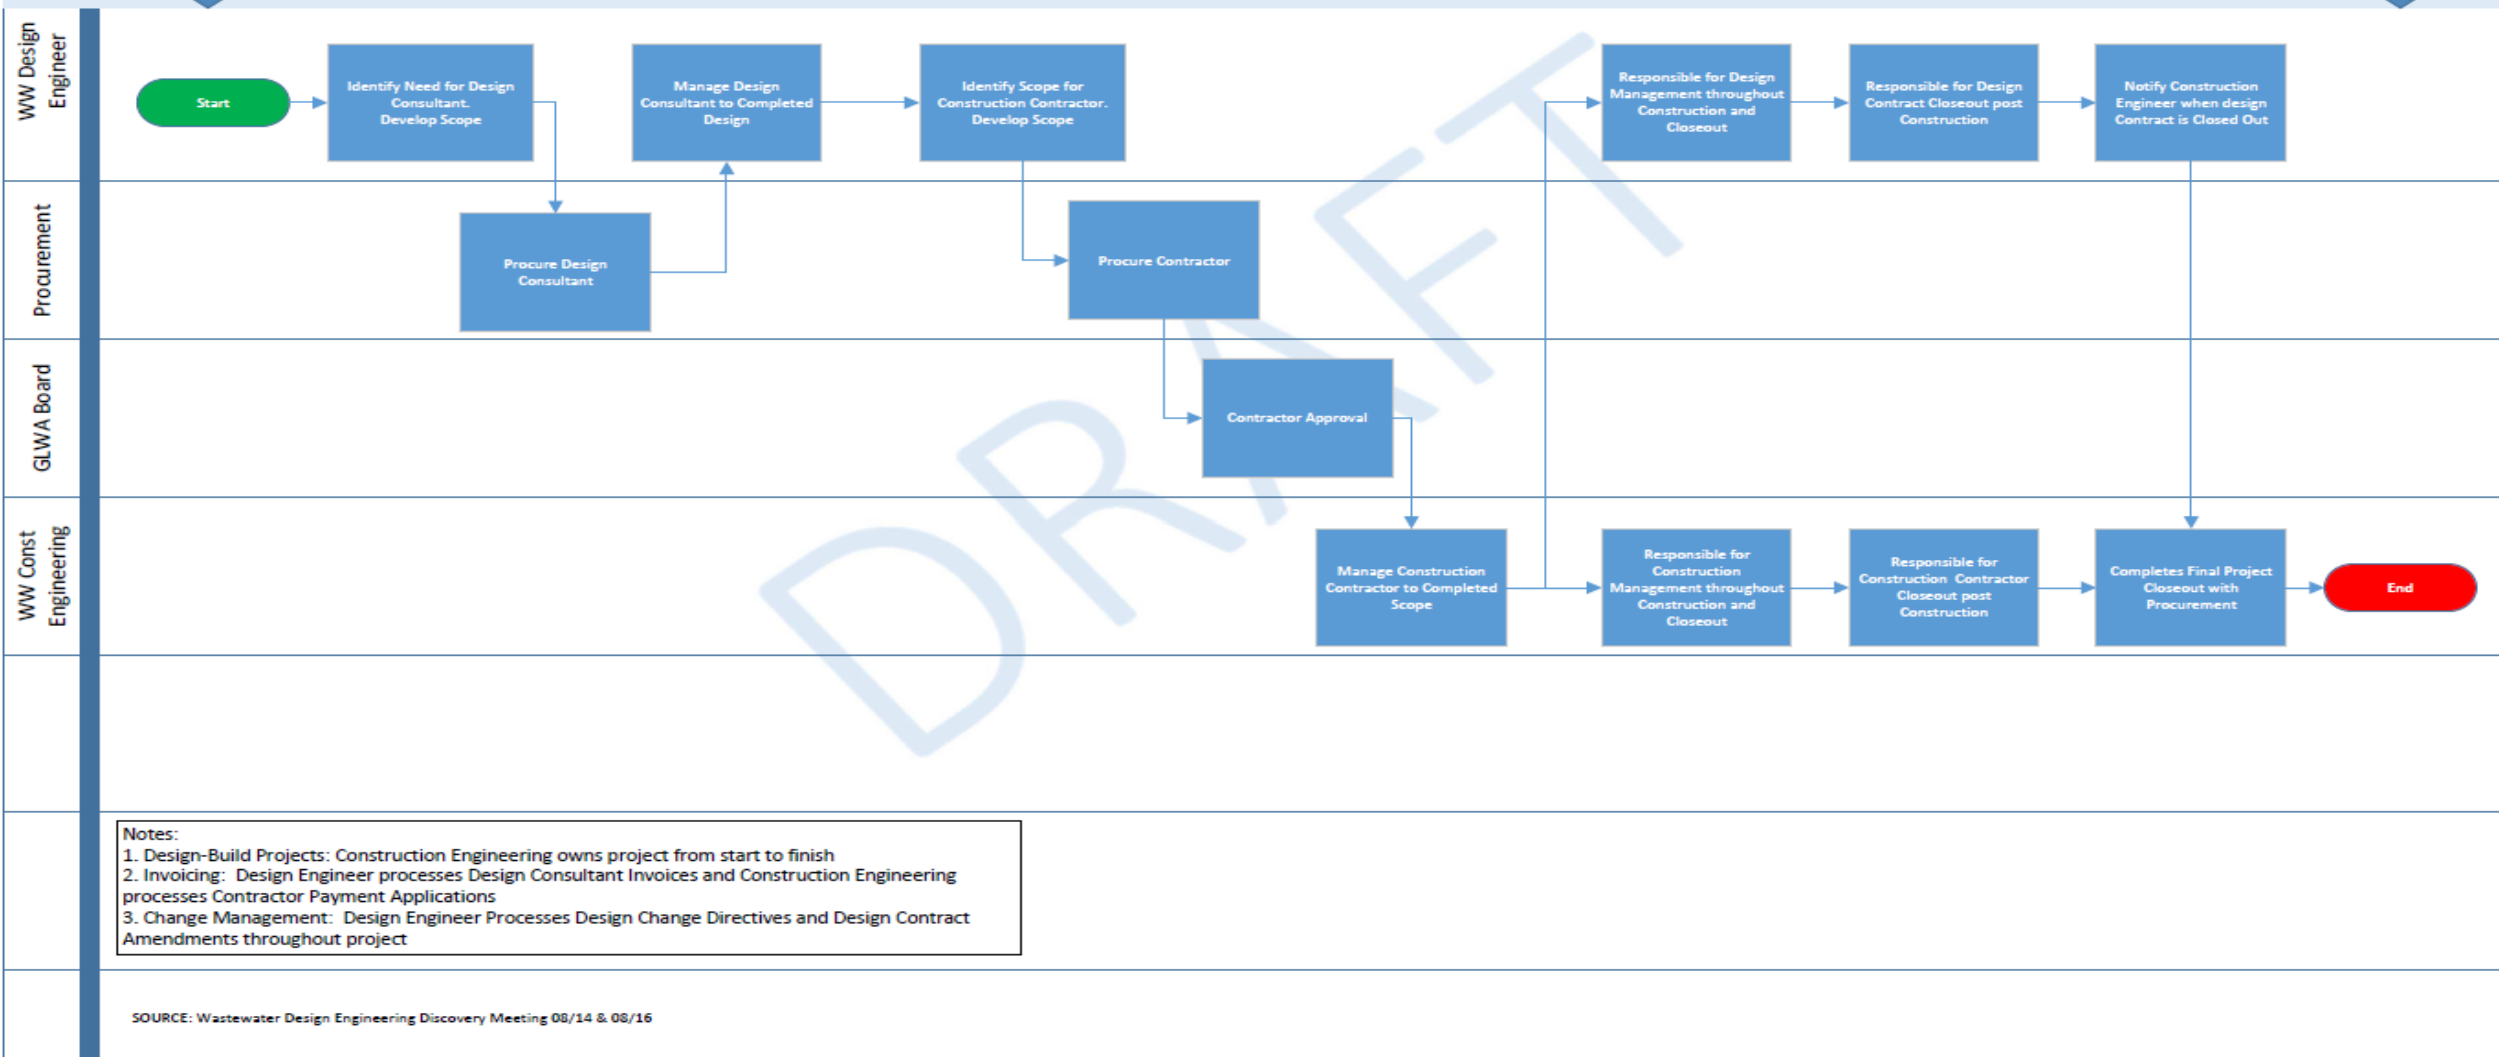 WW Design
Engineer
Start
Identify Need for Design
Consultant.
Develop Scope
Manage Design
Consultant to Completed
Design
Identify Scope for
Construction Contractor.
Develop Scope
Responsible for Design
Management throughout
Construction and
Closeout
Responsible for Design
Contract Closeout post
Construction
Notify Construction
Engineer when design
Contract is Closed Out
Procurement
Procure Design
Consultant
Procure Contractor
GLWA Board
Contractor Approval
WW Const
Engineering
Manage Construction
Contractor to Completed
Scope
Responsible for
Construction
Management throughout
Construction and
Closeout
Responsible for
Construction Contractor
Closeout post
Construction
Completes Final Project
Closeout with
Procurement
End
DRAFT
Notes:
1. Design-Build Projects: Construction Engineering owns project from start to finish
2. Invoicing: Design Engineer processes Design Consultant Invoices and Construction Engineering
processes Contractor Payment Applications
3. Change Management: Design Engineer Processes Design Change Directives and Design Contract
Amendments throughout project
SOURCE: Wastewater Design Engineering Discovery Meeting 08/14 & 08/16